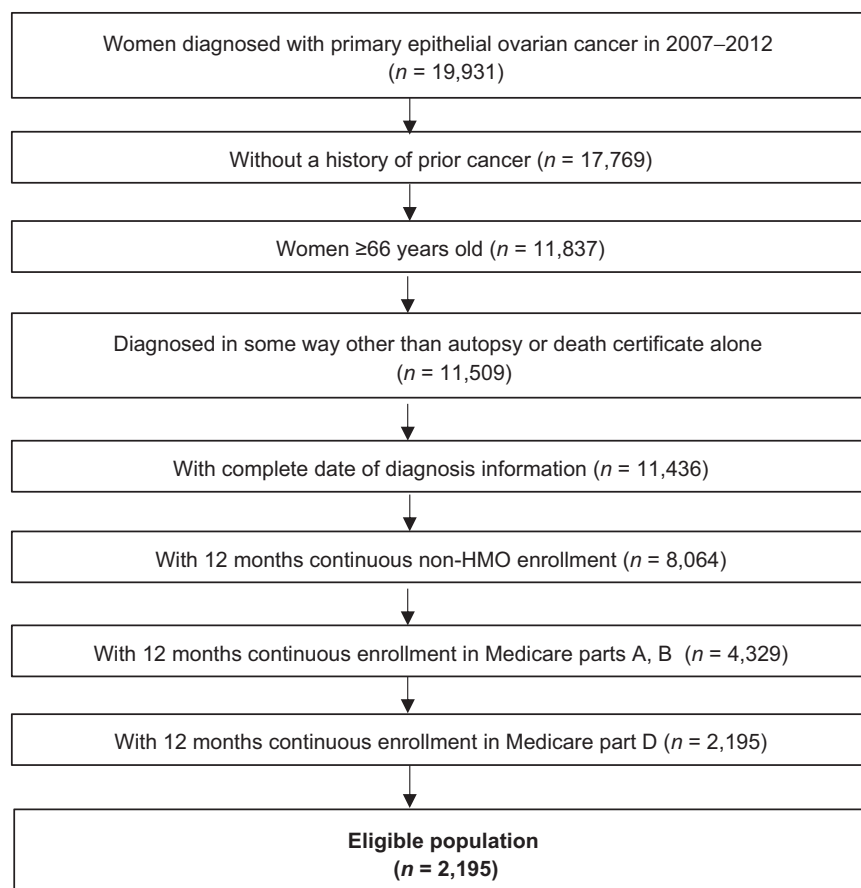 Women diagnosed with primary epithelial ovarian cancer in 2007–2012
(n = 19,931)
Without a history of prior cancer (n = 17,769)
Women ≥66 years old (n = 11,837)
Diagnosed in some way other than autopsy or death certificate alone
(n = 11,509)
With complete date of diagnosis information (n = 11,436)
With 12 months continuous non-HMO enrollment (n = 8,064)
With 12 months continuous enrollment in Medicare parts A, B (n = 4,329)
With 12 months continuous enrollment in Medicare part D (n = 2,195)
Eligible population
(n = 2,195)